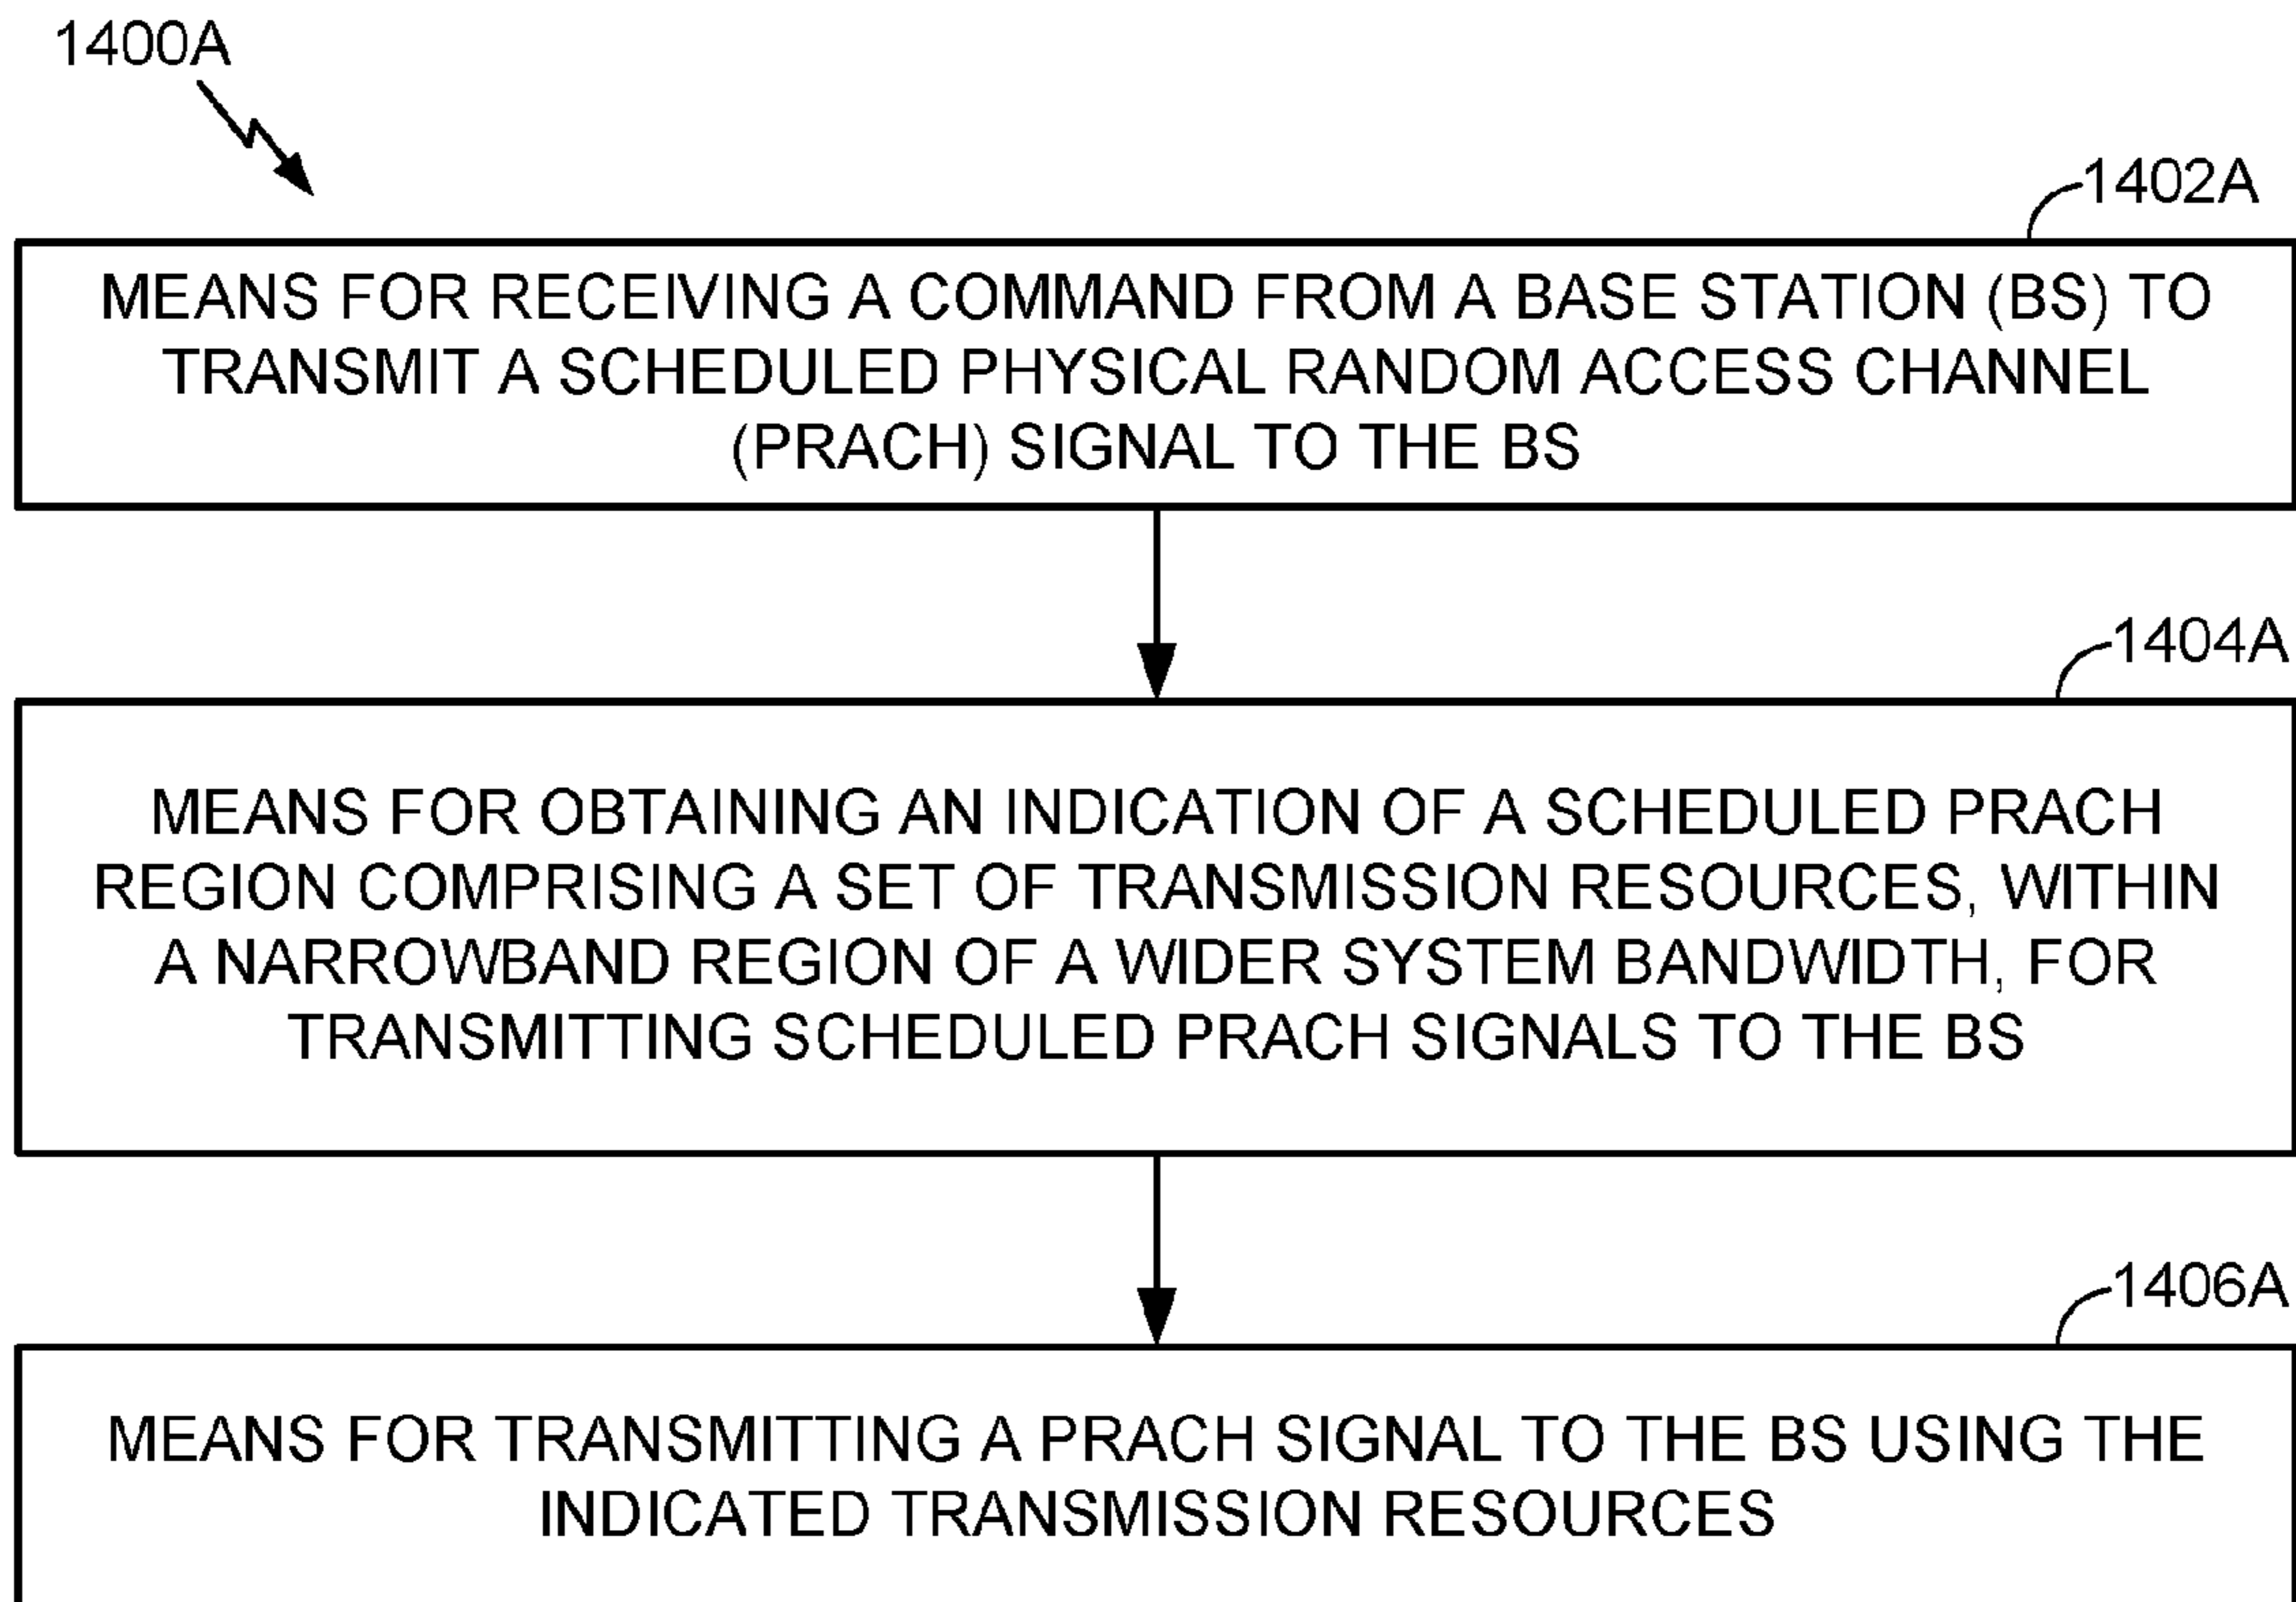 1400A
1402A
MEANS FOR RECEIVING A COMMAND FROM A BASE STATION (BS) TO
TRANSMIT A SCHEDULED PHYSICAL RANDOM ACCESS CHANNEL
(PRACH) SIGNAL TO THE BS
1404A
MEANS FOR OBTAINING AN INDICATION OF A SCHEDULED PRACH
REGION COMPRISING A SET OF TRANSMISSION RESOURCES, WITHIN
A NARROWBAND REGION OF A WIDER SYSTEM BANDWIDTH, FOR
TRANSMITTING SCHEDULED PRACH SIGNALS TO THE BS
1406A
MEANS FOR TRANSMITTING A PRACH SIGNAL TO THE BS USING THE
INDICATED TRANSMISSION RESOURCES